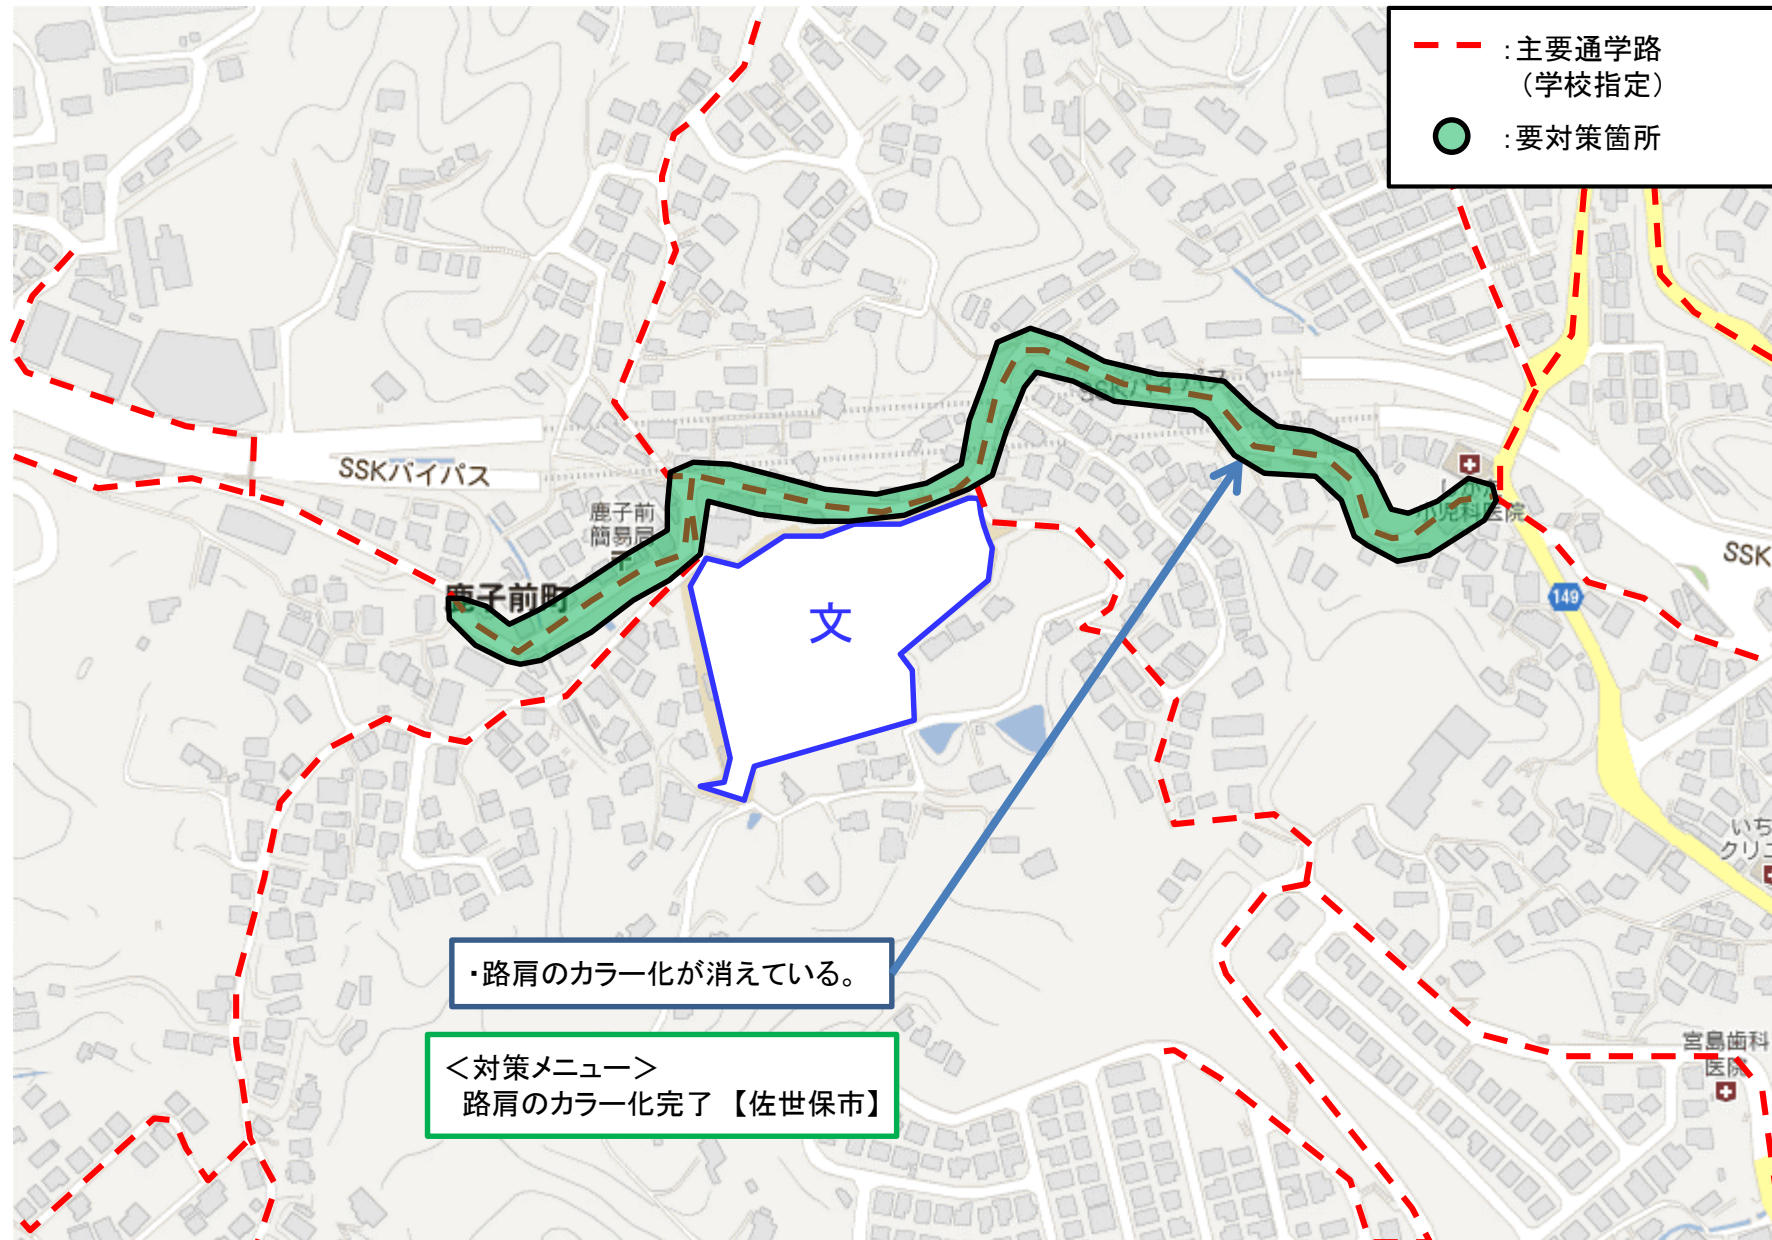 :主要通学路
(学校指定)
:要対策箇所
SSKバイパス
SSKバイパス
鹿子前
簡易局
鹿子前町
文
小児科医院
SSK
149
いち
クリニ
・路肩のカラー化が消えている。
<対策メニュー>
路肩のカラー化完了【佐世保市】
宮島歯科
医院